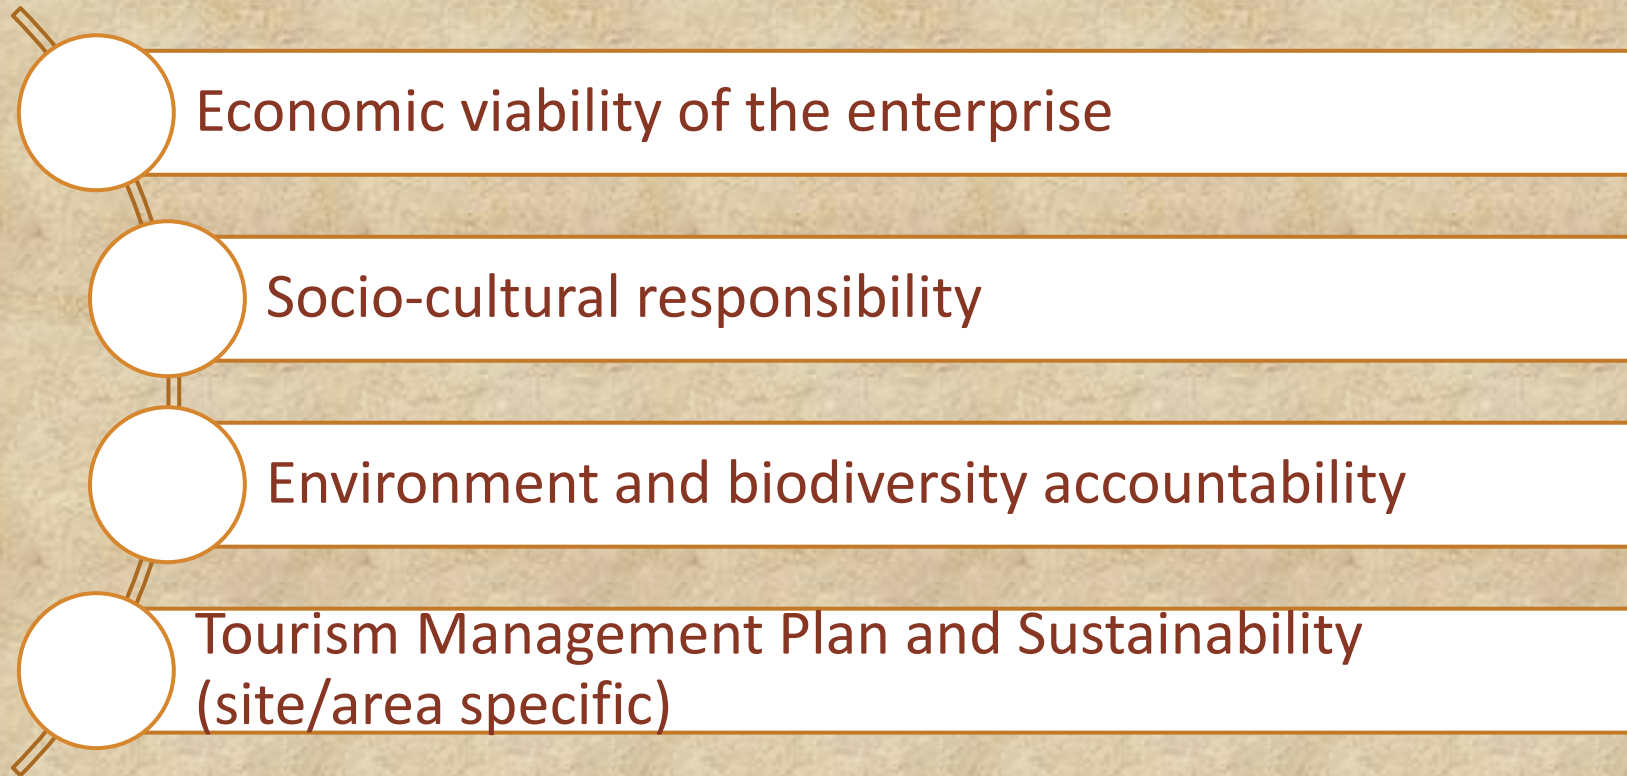 Economic viability of the enterprise
Socio-cultural responsibility
Environment and biodiversity accountability
Tourism Management Plan and Sustainability
(site/area specific)